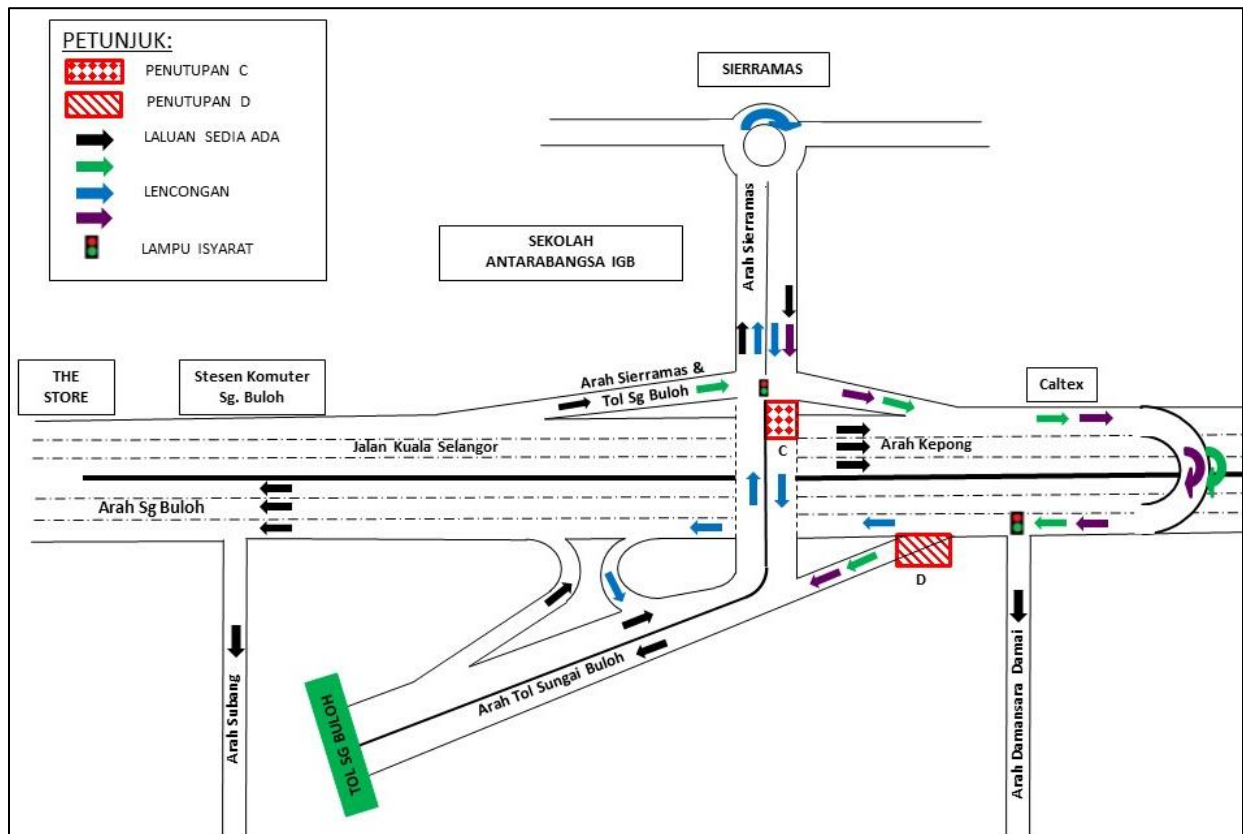 PETUNJUK:
PENUTUPAN C
PENUTUPAN D
LALUAN SEDIA ADA
LENCONGAN
LAMPU ISYARAT
SIERRAMAS
SEKOLAH
ANTARABANGSA IGB
Arah Sierramas
THE
STORE
Stesen Komuter
Sg. Buloh
Arah Sierramas &
Tol Sg Buloh
Caltex
Jalan Kuala Selangor
C
Arah Kepong
Arah Sg Buloh
D
Arah Subang
TOL SG BULOH
Arah Tol Sungai Buloh
Arah Damansara Damai